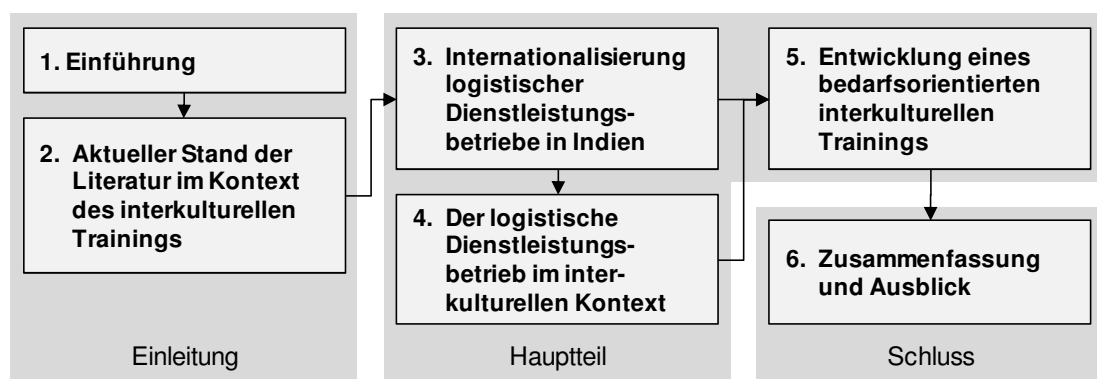 1. Einführung
2. Aktueller Stand der
Literatur im Kontext
des interkulturellen
Trainings
Einleitung
3. Internationalisierung
logistischer
Dienstleistungs-
betriebe in Indien
4. Der logistische
Dienstleistungs-
betrieb im inter-
kulturellen Kontext
Hauptteil
5. Entwicklung eines
bedarfsorientierten
interkulturellen
Trainings
6. Zusammenfassung
und Ausblick
Schluss